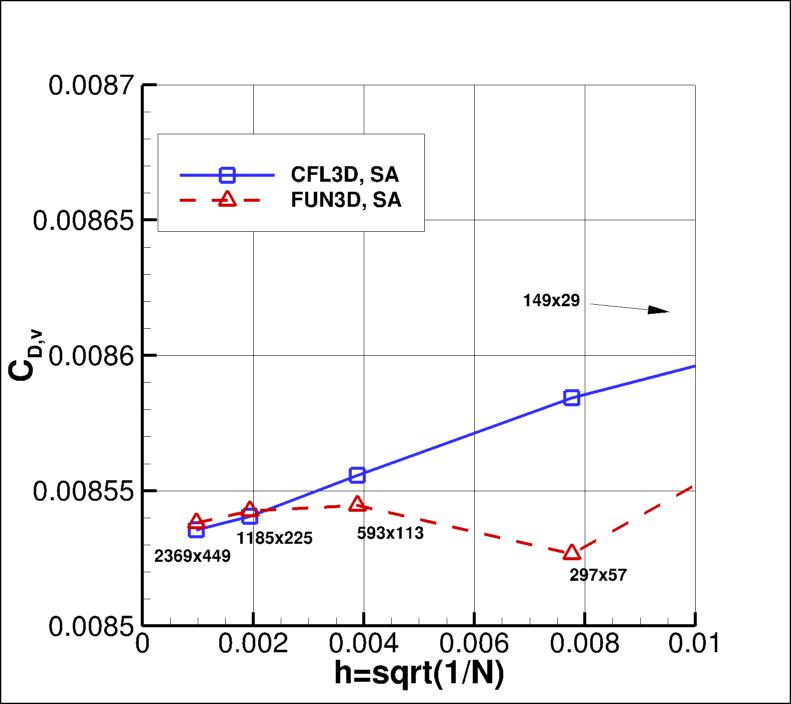 0.0087
CFL3D, SA
FUN3D, SA
0.00865
149x29
0.0086
C_D,v
0.00855
593x113
1185x225
2369x449
297x57
0.0085
0 0.002 0.004 0.006 0.008 0.01
h=sqrt(1/N)